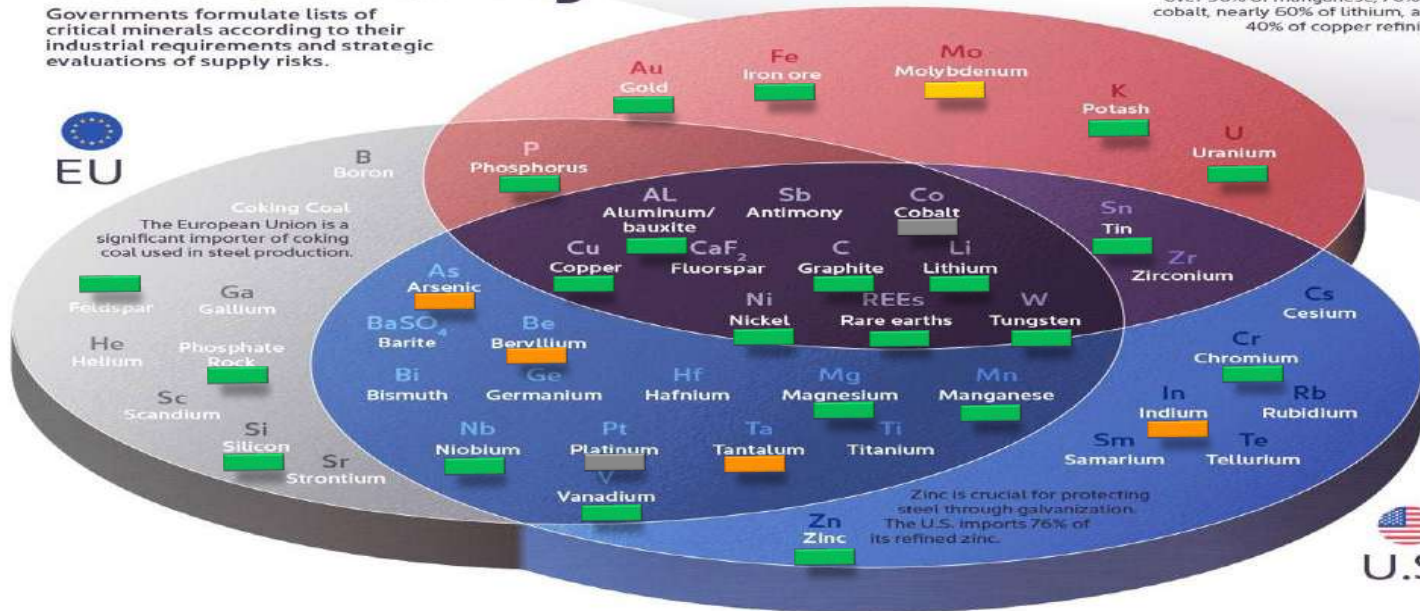 Governments formulate lists of
critical minerals according to their
industrial requirements and strategic
evaluations of supply risks.
cobalt, nearly 60% of lithium, a
40% of copper refini
EU
Au
Gold
Fe
Iron ore
Mo
Molybdenum
K
Potash
U
Uranium
B
Boron
P
Phosphorus
Coking Coal
The European Union is a
significant importer of coking
coal used in steel production.
AL
Aluminum/
bauxite
Sb
Antimony
Co
Cobalt
Sn
Tin
Zr
Zirconium
Cu
Copper
CaF2
Fluorspar
C
Graphite
Li
Lithium
As
Arsenic
Feldspar
Ga
Gallium
Ni
Nickel
REEs
Rare earths
W
Tungsten
Cs
Cesium
He
Helium
Phosphate
Rock
BaSO4
Barite
Be
Beryllium
Cr
Chromium
Sc
Scandium
Bi
Bismuth
Ge
Germanium
Hf
Hafnium
Mg
Magnesium
Mn
Manganese
In
Indium
Rb
Rubidium
Si
Silicon
Sr
Strontium
Nb
Niobium
Pt
Platinum
Ta
Tantalum
Ti
Titanium
Sm
Samarium
Te
Tellurium
V
Vanadium
Zinc is crucial for protecting
steel through galvanization.
The U.S. imports 76% of
its refined zinc.
Zn
Zinc
U.S